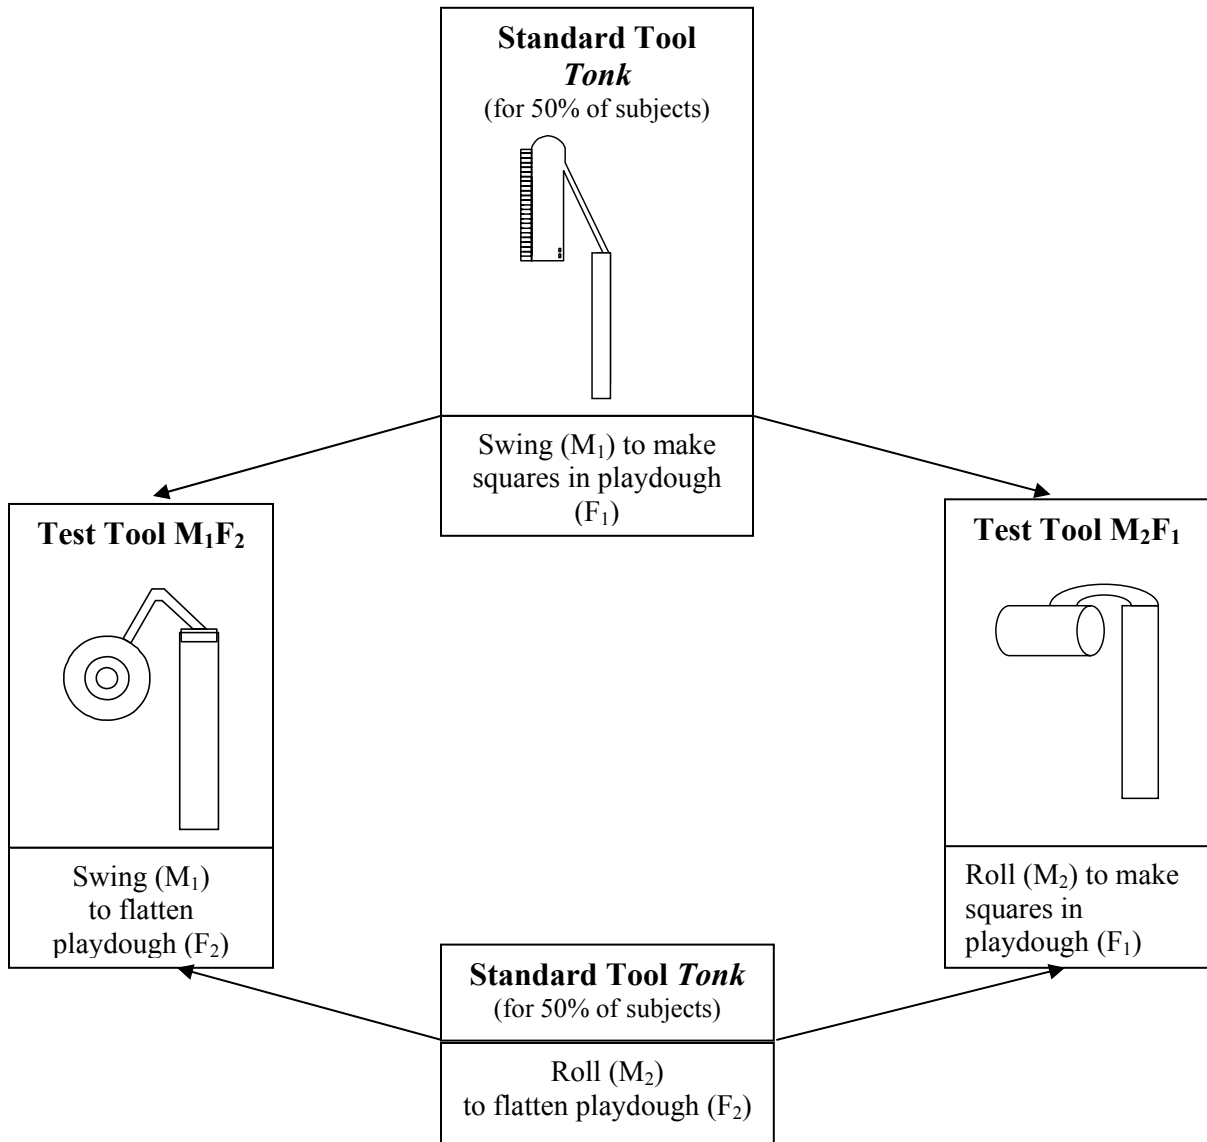 Standard Tool
Tonk
(for 50% of subjects)
Swing (M₁) to make
squares in playdough
(F₁)
Test Tool M₁F₂
Swing (M₁)
to flatten
playdough (F₂)
Test Tool M₂F₁
Roll (M₂) to make
squares in
playdough (F₁)
Standard Tool Tonk
(for 50% of subjects)
Roll (M₂)
to flatten playdough (F₂)